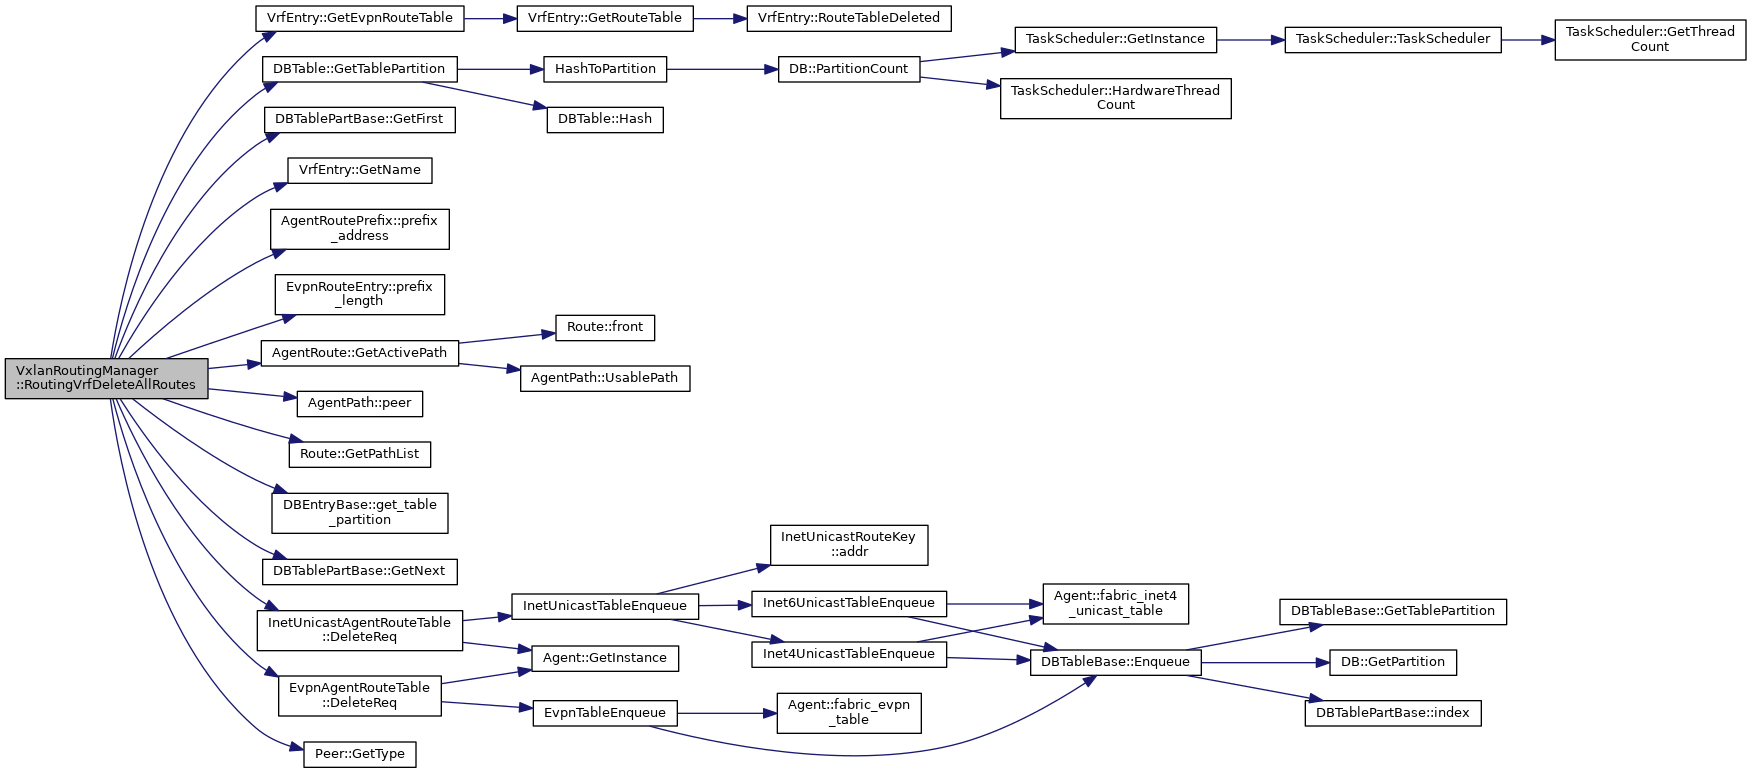 VrfEntry::GetEvpnRouteTable
VrfEntry::GetRouteTable
VrfEntry::RouteTableDeleted
TaskScheduler::GetInstance
TaskScheduler::TaskScheduler
TaskScheduler::GetThread
Count
DBTable::GetTablePartition
HashToPartition
DB::PartitionCount
TaskScheduler::HardwareThread
Count
DBTablePartBase::GetFirst
DBTable::Hash
VrfEntry::GetName
AgentRoutePrefix::prefix
_address
EvpnRouteEntry::prefix
_length
Route::front
AgentRoute::GetActivePath
AgentPath::UsablePath
VxlanRoutingManager
::RoutingVrfDeleteAllRoutes
AgentPath::peer
Route::GetPathList
DBEntryBase::get_table
_partition
DBTablePartBase::GetNext
InetUnicastRouteKey
::addr
InetUnicastAgentRouteTable
::DeleteReq
InetUnicastTableEnqueue
Inet6UnicastTableEnqueue
Agent::fabric_inet4
_unicast_table
DBTableBase::GetTablePartition
Agent::GetInstance
Inet4UnicastTableEnqueue
DBTableBase::Enqueue
DB::GetPartition
EvpnAgentRouteTable
::DeleteReq
EvpnTableEnqueue
Agent::fabric_evpn
_table
DBTablePartBase::index
Peer::GetType